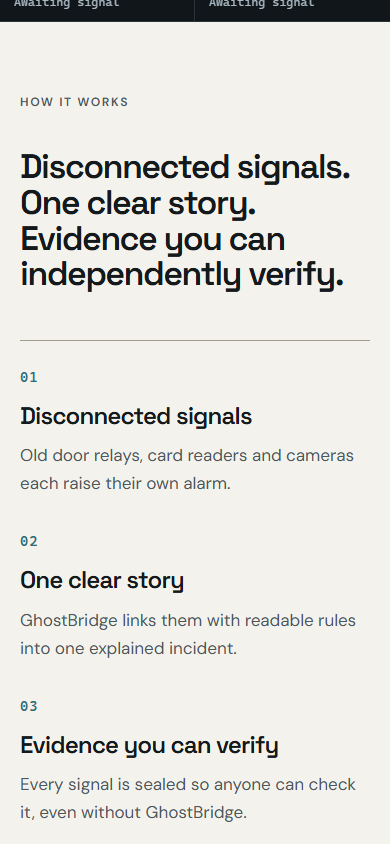 Awaiting signal
Awaiting signal
HOW IT WORKS
Disconnected signals.
One clear story.
Evidence you can
independently verify.
01
Disconnected signals
Old door relays, card readers and cameras
each raise their own alarm.
02
One clear story
GhostBridge links them with readable rules
into one explained incident.
03
Evidence you can verify
Every signal is sealed so anyone can check
it, even without GhostBridge.